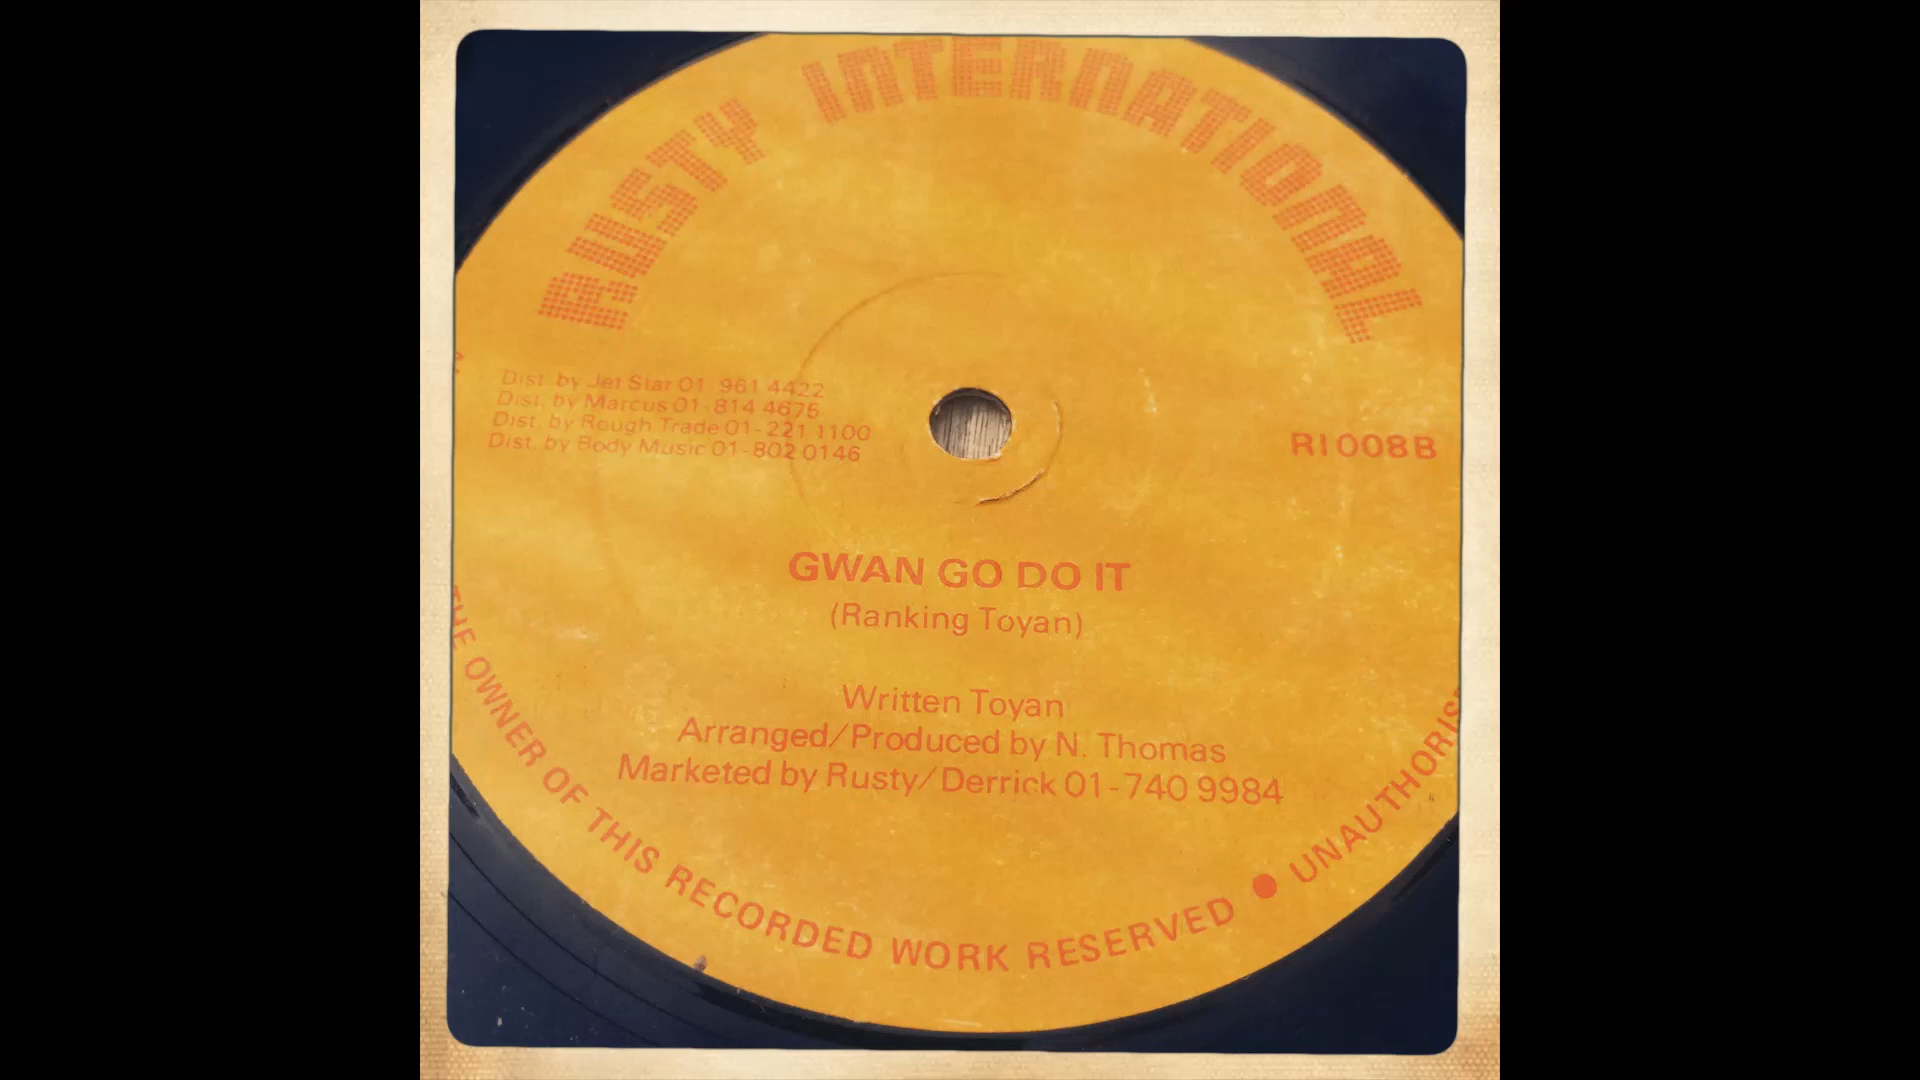 RUSTY INTERNATIONAL
Dist. by Jet Star 01 961 4422
Dist. by Marcus 01-814 4675
Dist. by Rough Trade 01-221 1100
Dist. by Body Music 01-802 0146
RI 008 B
GWAN GO DO IT
(Ranking Toyan)
Written Toyan
Arranged/Produced by N. Thomas
Marketed by Rusty/Derrick 01-740 9984
THE OWNER OF THIS RECORDED WORK RESERVED ● UNAUTHORIS